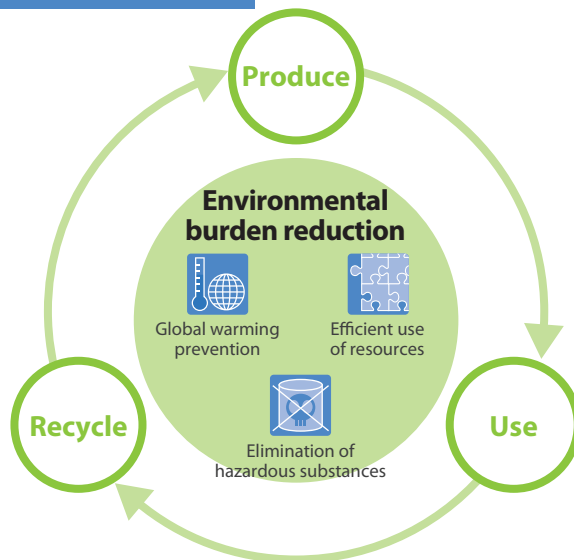 Produce
Environmental
burden reduction
Global warming
prevention
Efficient use
of resources
Recycle
Use
Elimination of
hazardous substances